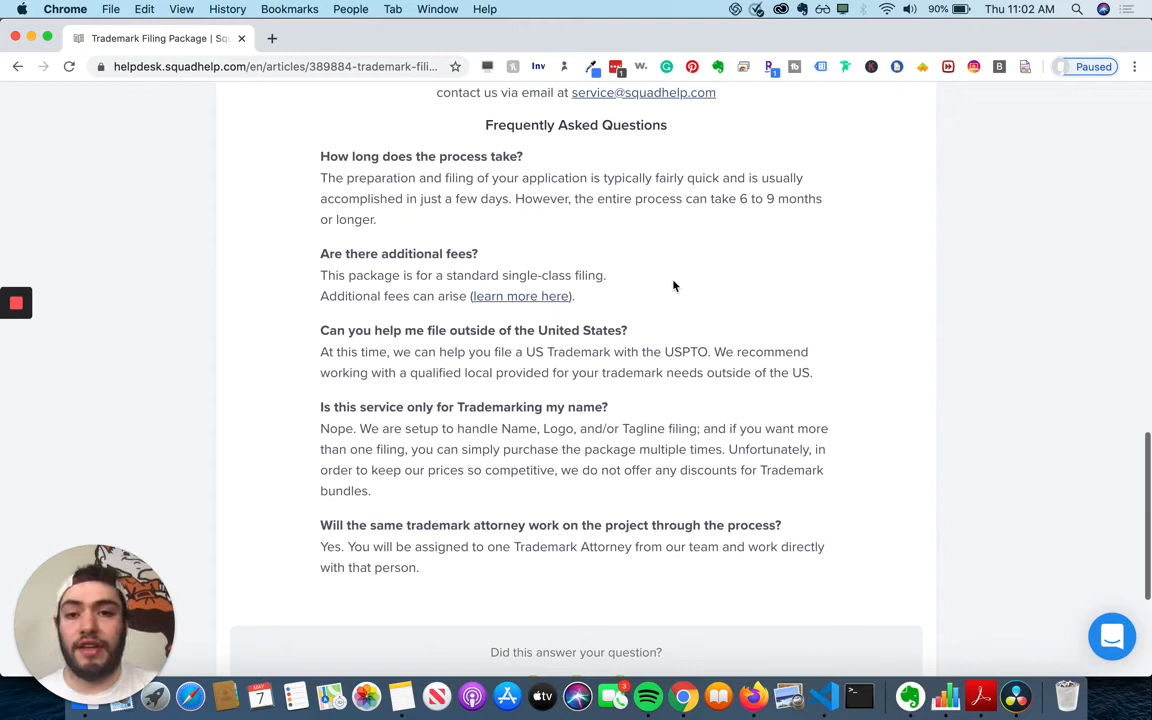 Chrome File Edit View History Bookmarks People Tab Window Help 90% Thu 11:02 AM
Trademark Filing Package | Squ
helpdesk.squadhelp.com/en/articles/389884-trademark-fili... Inv Paused
contact us via email at service@squadhelp.com
Frequently Asked Questions
How long does the process take?
The preparation and filing of your application is typically fairly quick and is usually
accomplished in just a few days. However, the entire process can take 6 to 9 months
or longer.
Are there additional fees?
This package is for a standard single-class filing.
Additional fees can arise (learn more here).
Can you help me file outside of the United States?
At this time, we can help you file a US Trademark with the USPTO. We recommend
working with a qualified local provided for your trademark needs outside of the US.
Is this service only for Trademarking my name?
Nope. We are setup to handle Name, Logo, and/or Tagline filing; and if you want more
than one filing, you can simply purchase the package multiple times. Unfortunately, in
order to keep our prices so competitive, we do not offer any discounts for Trademark
bundles.
Will the same trademark attorney work on the project through the process?
Yes. You will be assigned to one Trademark Attorney from our team and work directly
with that person.
Did this answer your question?
MAY
7
3
tv